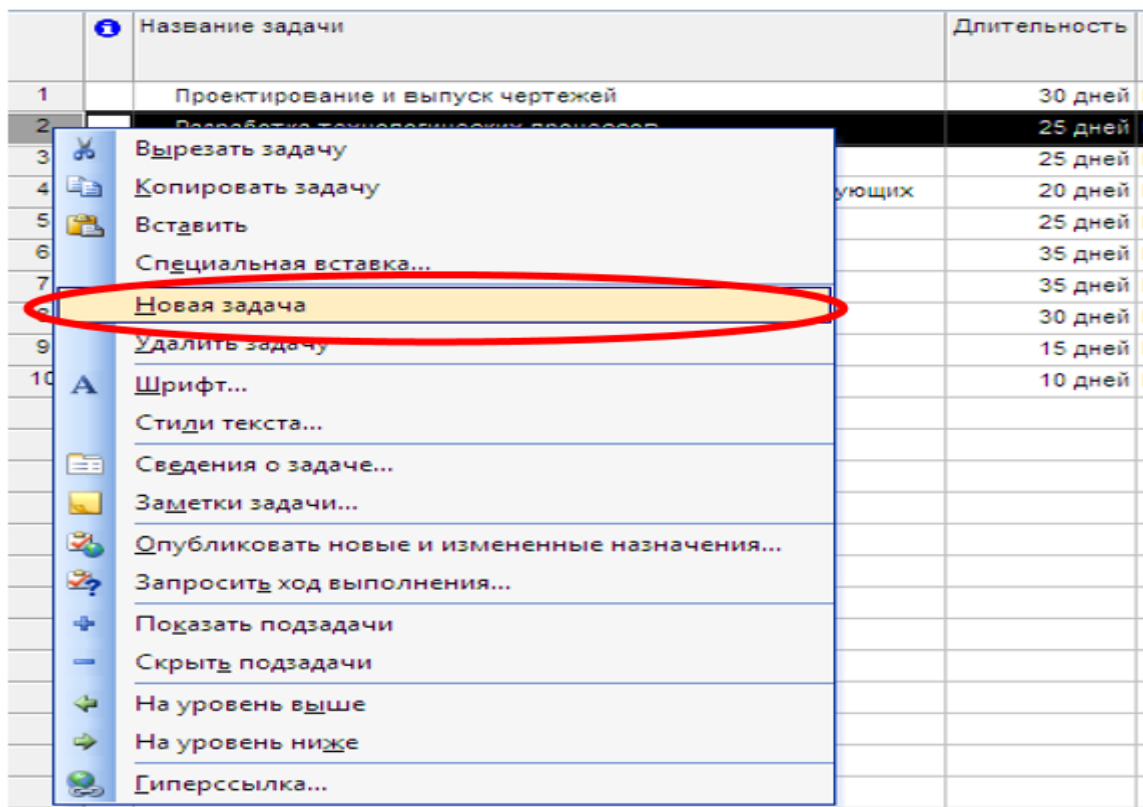 Название задачи Длительность
1 Проектирование и выпуск чертежей 30 дней
2 Разработка технологических процессов 25 дней
3 25 дней
4 ующих 20 дней
5 25 дней
6 35 дней
7 35 дней
30 дней
9 15 дней
10 10 дней
Вырезать задачу
Копировать задачу
Вставить
Специальная вставка...
Новая задача
Удалить задачу
Шрифт...
Стили текста...
Сведения о задаче...
Заметки задачи...
Опубликовать новые и измененные назначения...
Запросить ход выполнения...
Показать подзадачи
Скрыть подзадачи
На уровень выше
На уровень ниже
Гиперссылка...